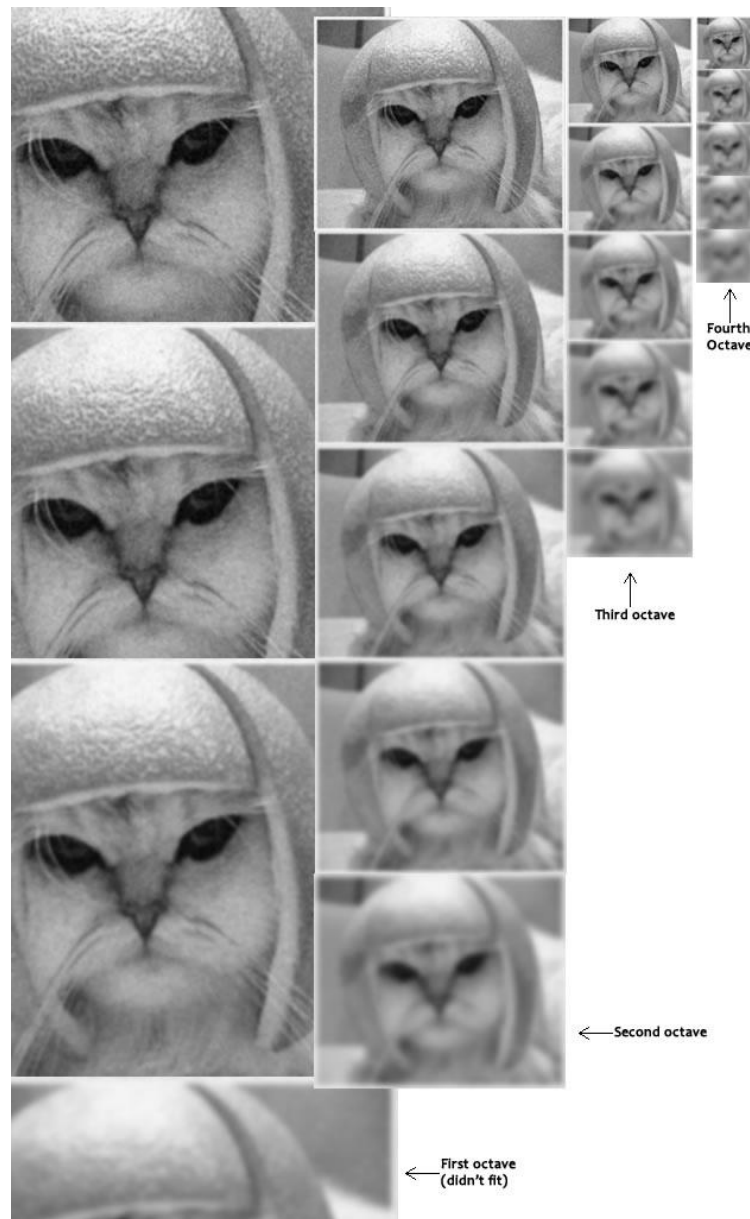 Fourth
Octave
Third octave
Second octave
First octave
(didn't fit)